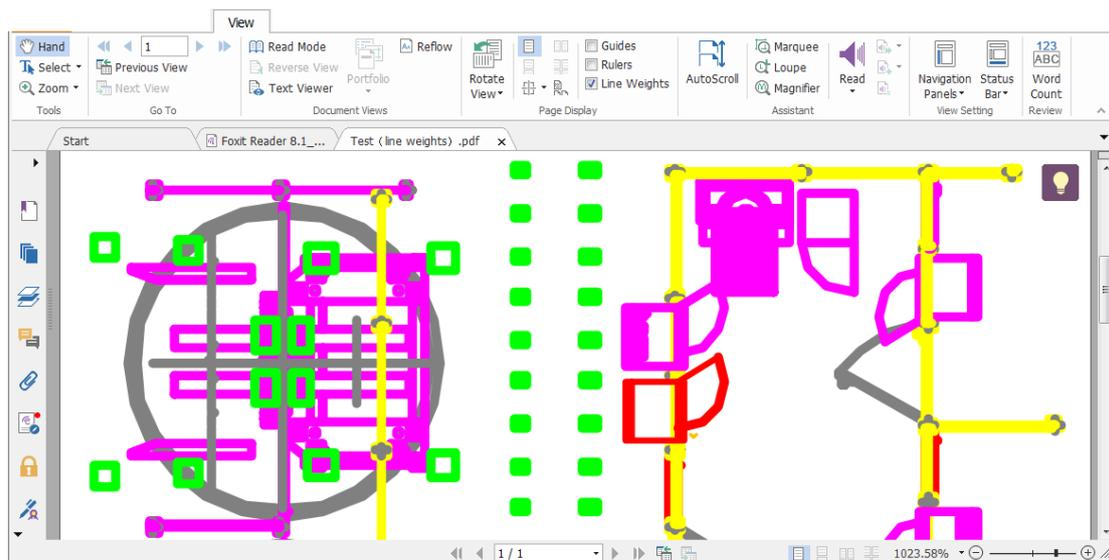 View
Hand
1
Read Mode
Reflow
Guides
Marquee
Select
Previous View
Reverse View
Portfolio
Rotate
View
Rulers
AutoScroll
Loupe
Read
Navigation
Panels
Status
Bar
123
ABC
Word
Count
Zoom
Next View
Text Viewer
Line Weights
Magnifier
Tools
Go To
Document Views
Page Display
Assistant
View Setting
Review
Start
Foxit Reader 8.1_...
Test (line weights) .pdf
1 / 1
1023.58%